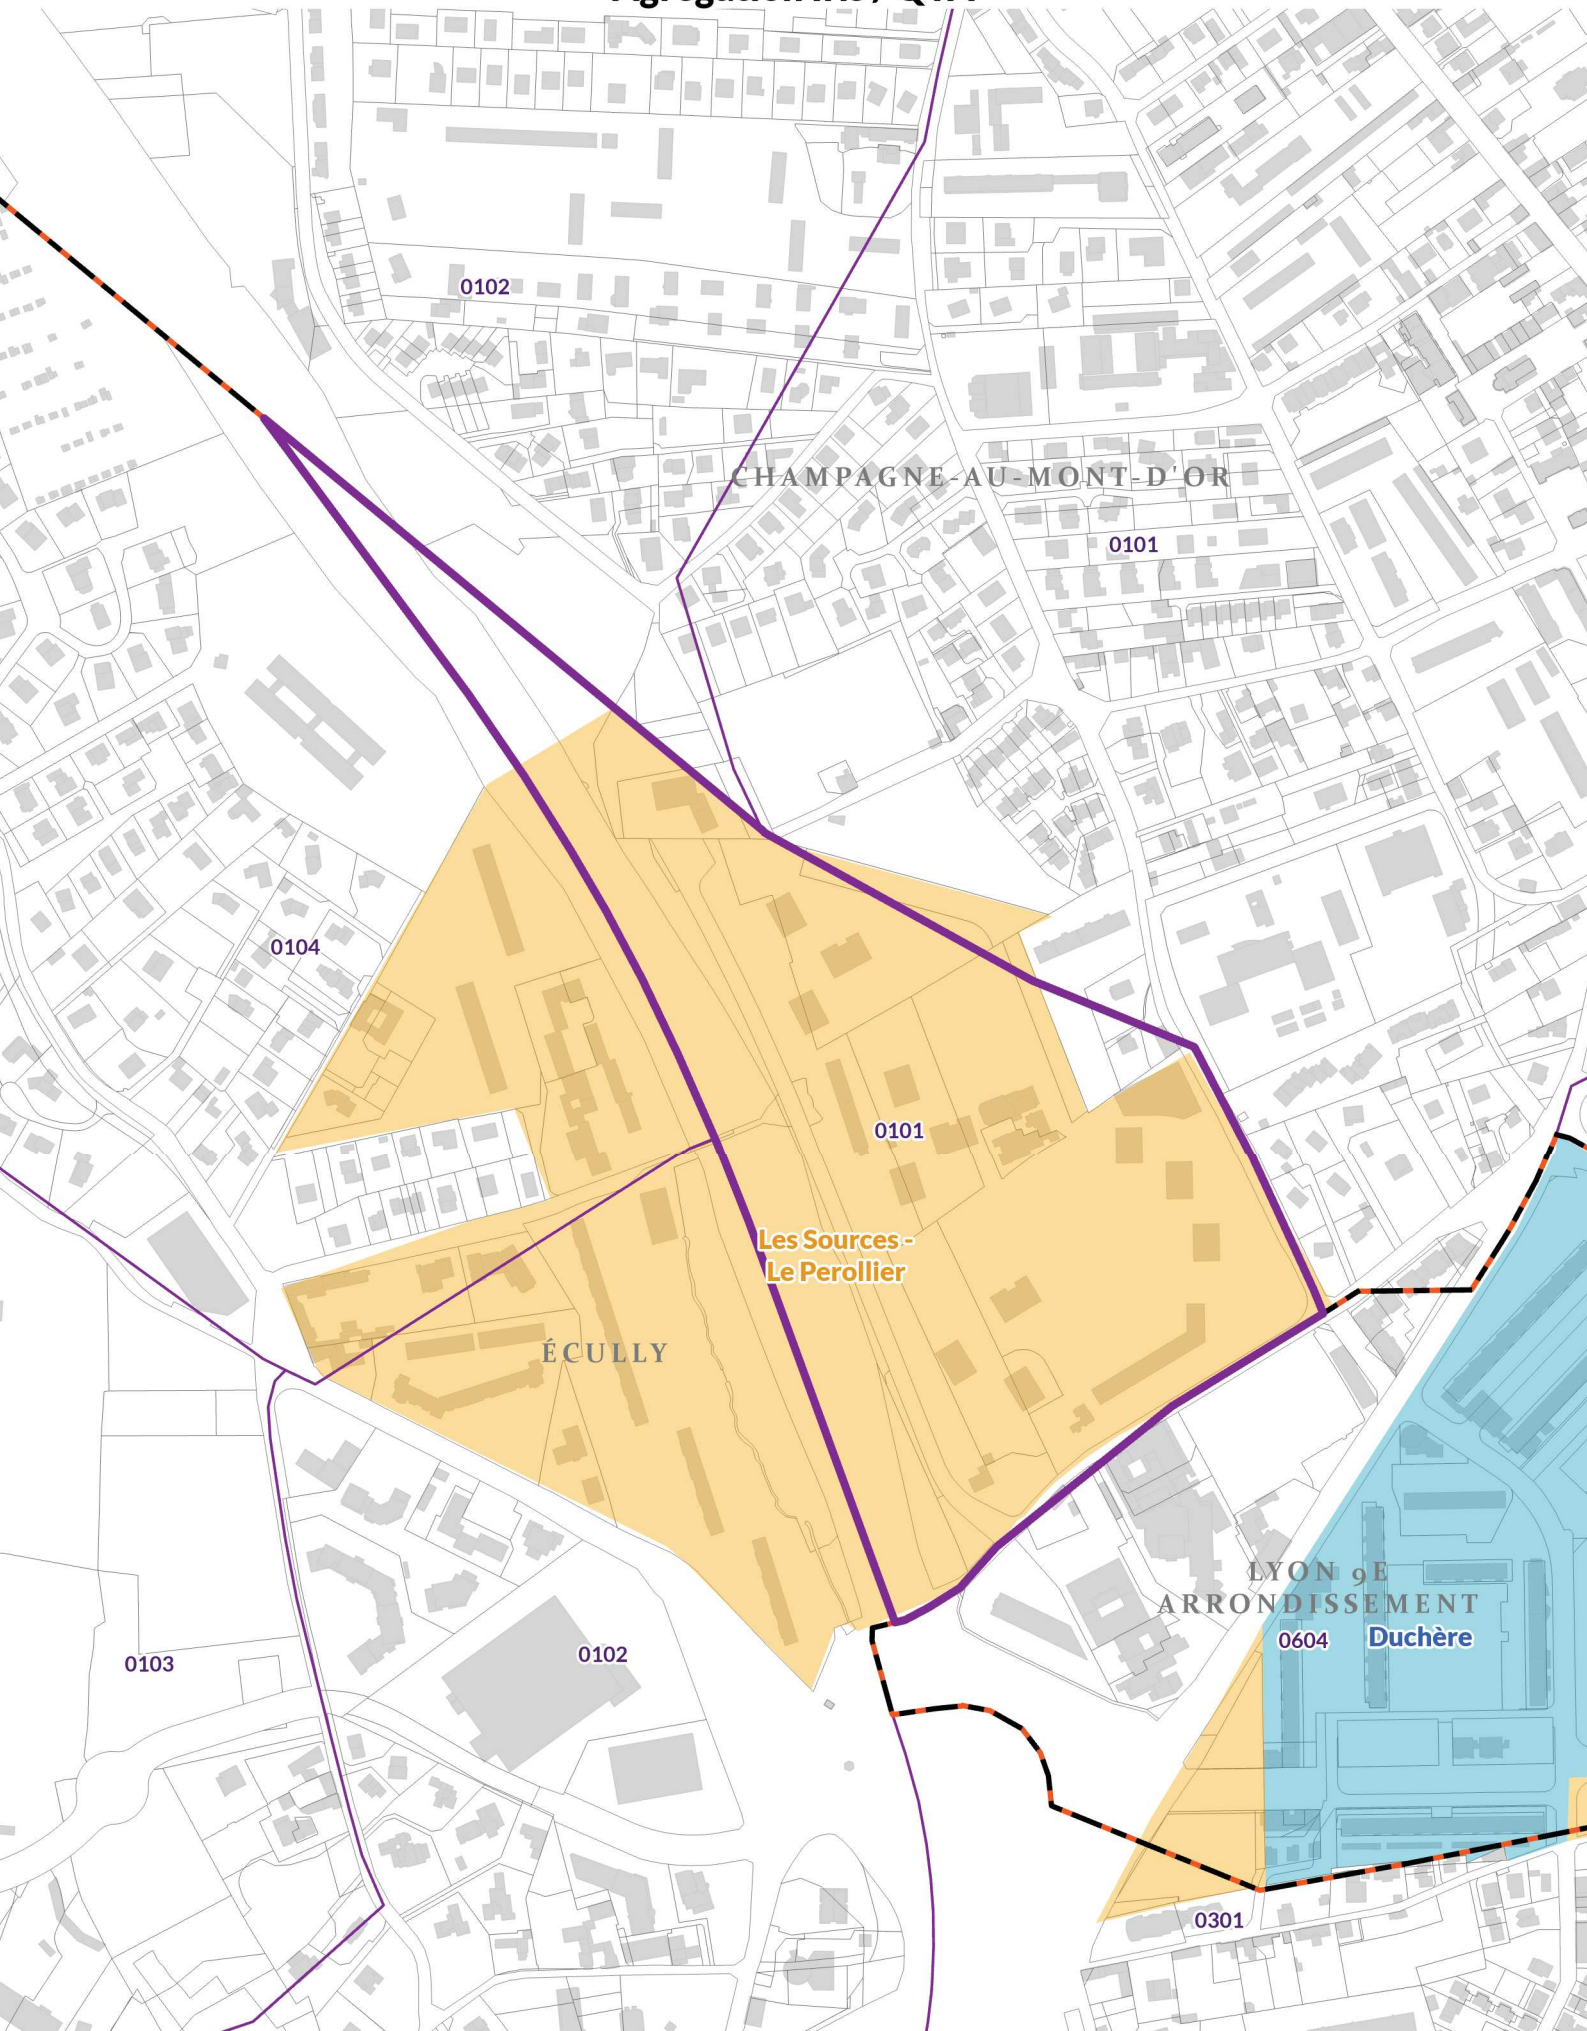 0102
CHAMPAGNE-AU-MONT-D'OR
0101
0104
0101
Les Sources -
Le Perollier
ÉCULLY
LYON 9E
ARRONDISSEMENT
0604
Duchère
0102
0103
0301